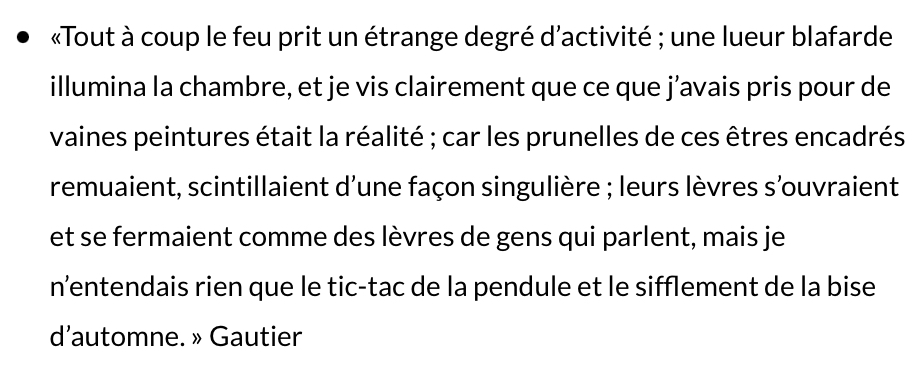 • «Tout à coup le feu prit un étrange degré d’activité ; une lueur blafarde
illumina la chambre, et je vis clairement que ce que j’avais pris pour de
vaines peintures était la réalité ; car les prunelles de ces êtres encadrés
remuaient, scintillaient d’une façon singulière ; leurs lèvres s’ouvraient
et se fermaient comme des lèvres de gens qui parlent, mais je
n’entendais rien que le tic-tac de la pendule et le sifflement de la bise
d’automne. » Gautier